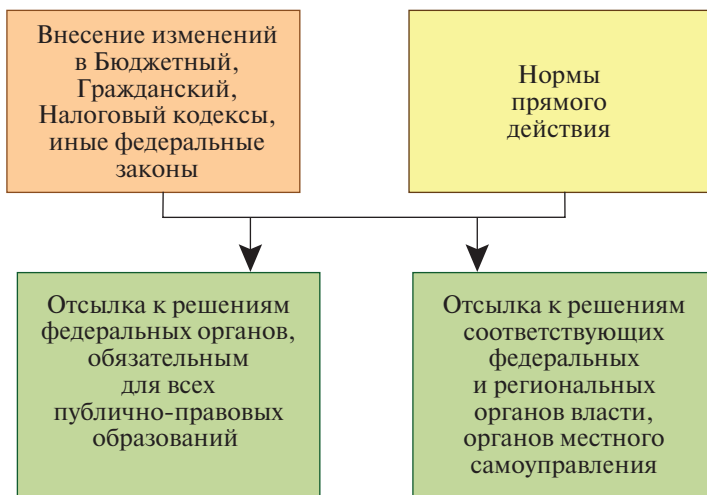 Внесение изменений
в Бюджетный,
Гражданский,
Налоговый кодексы,
иные федеральные
законы
Нормы
прямого
действия
Отсылка к решениям
федеральных органов,
обязательным
для всех
публично-правовых
образований
Отсылка к решениям
соответствующих
федеральных
и региональных
органов власти,
органов местного
самоуправления